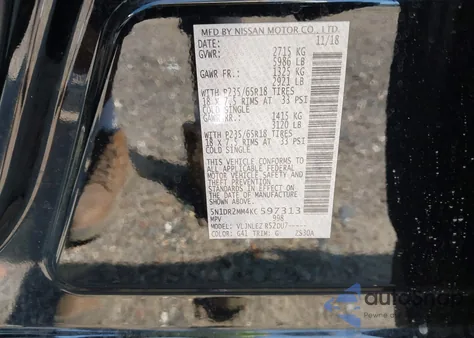 MFD BY NISSAN MOTOR CO., LTD.
DATE: 11/18
GVWR: 2715 KG
5986 LB
GAWR FR.: 1325 KG
2921 LB
WITH P235/65R18 TIRES
18 X 7.5 RIMS AT 33 PSI
COLD SINGLE
GAWR RR.: 1415 KG
3120 LB
WITH P235/65R18 TIRES
18 X 7.5 RIMS AT 33 PSI
COLD SINGLE
THIS VEHICLE CONFORMS TO ALL
APPLICABLE FEDERAL
MOTOR VEHICLE SAFETY AND
THEFT PREVENTION
STANDARDS IN EFFECT ON THE
DATE OF MANUFACTURE SHOWN
ABOVE.
5N1DR2MM4KC597313
MPV 998
MODEL:
COLOR: TRIM: G
Pewne